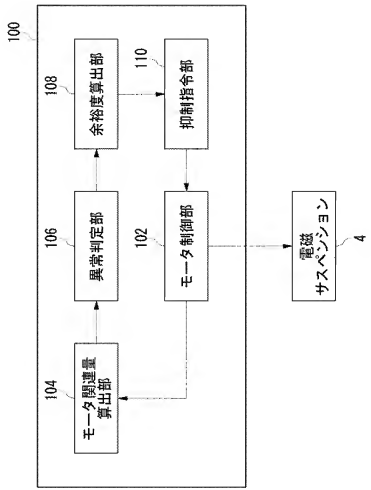 100
104
モータ関連量
算出部
106
異常判定部
108
余裕度算出部
102
モータ制御部
110
抑制指令部
電磁
サスペンション
4